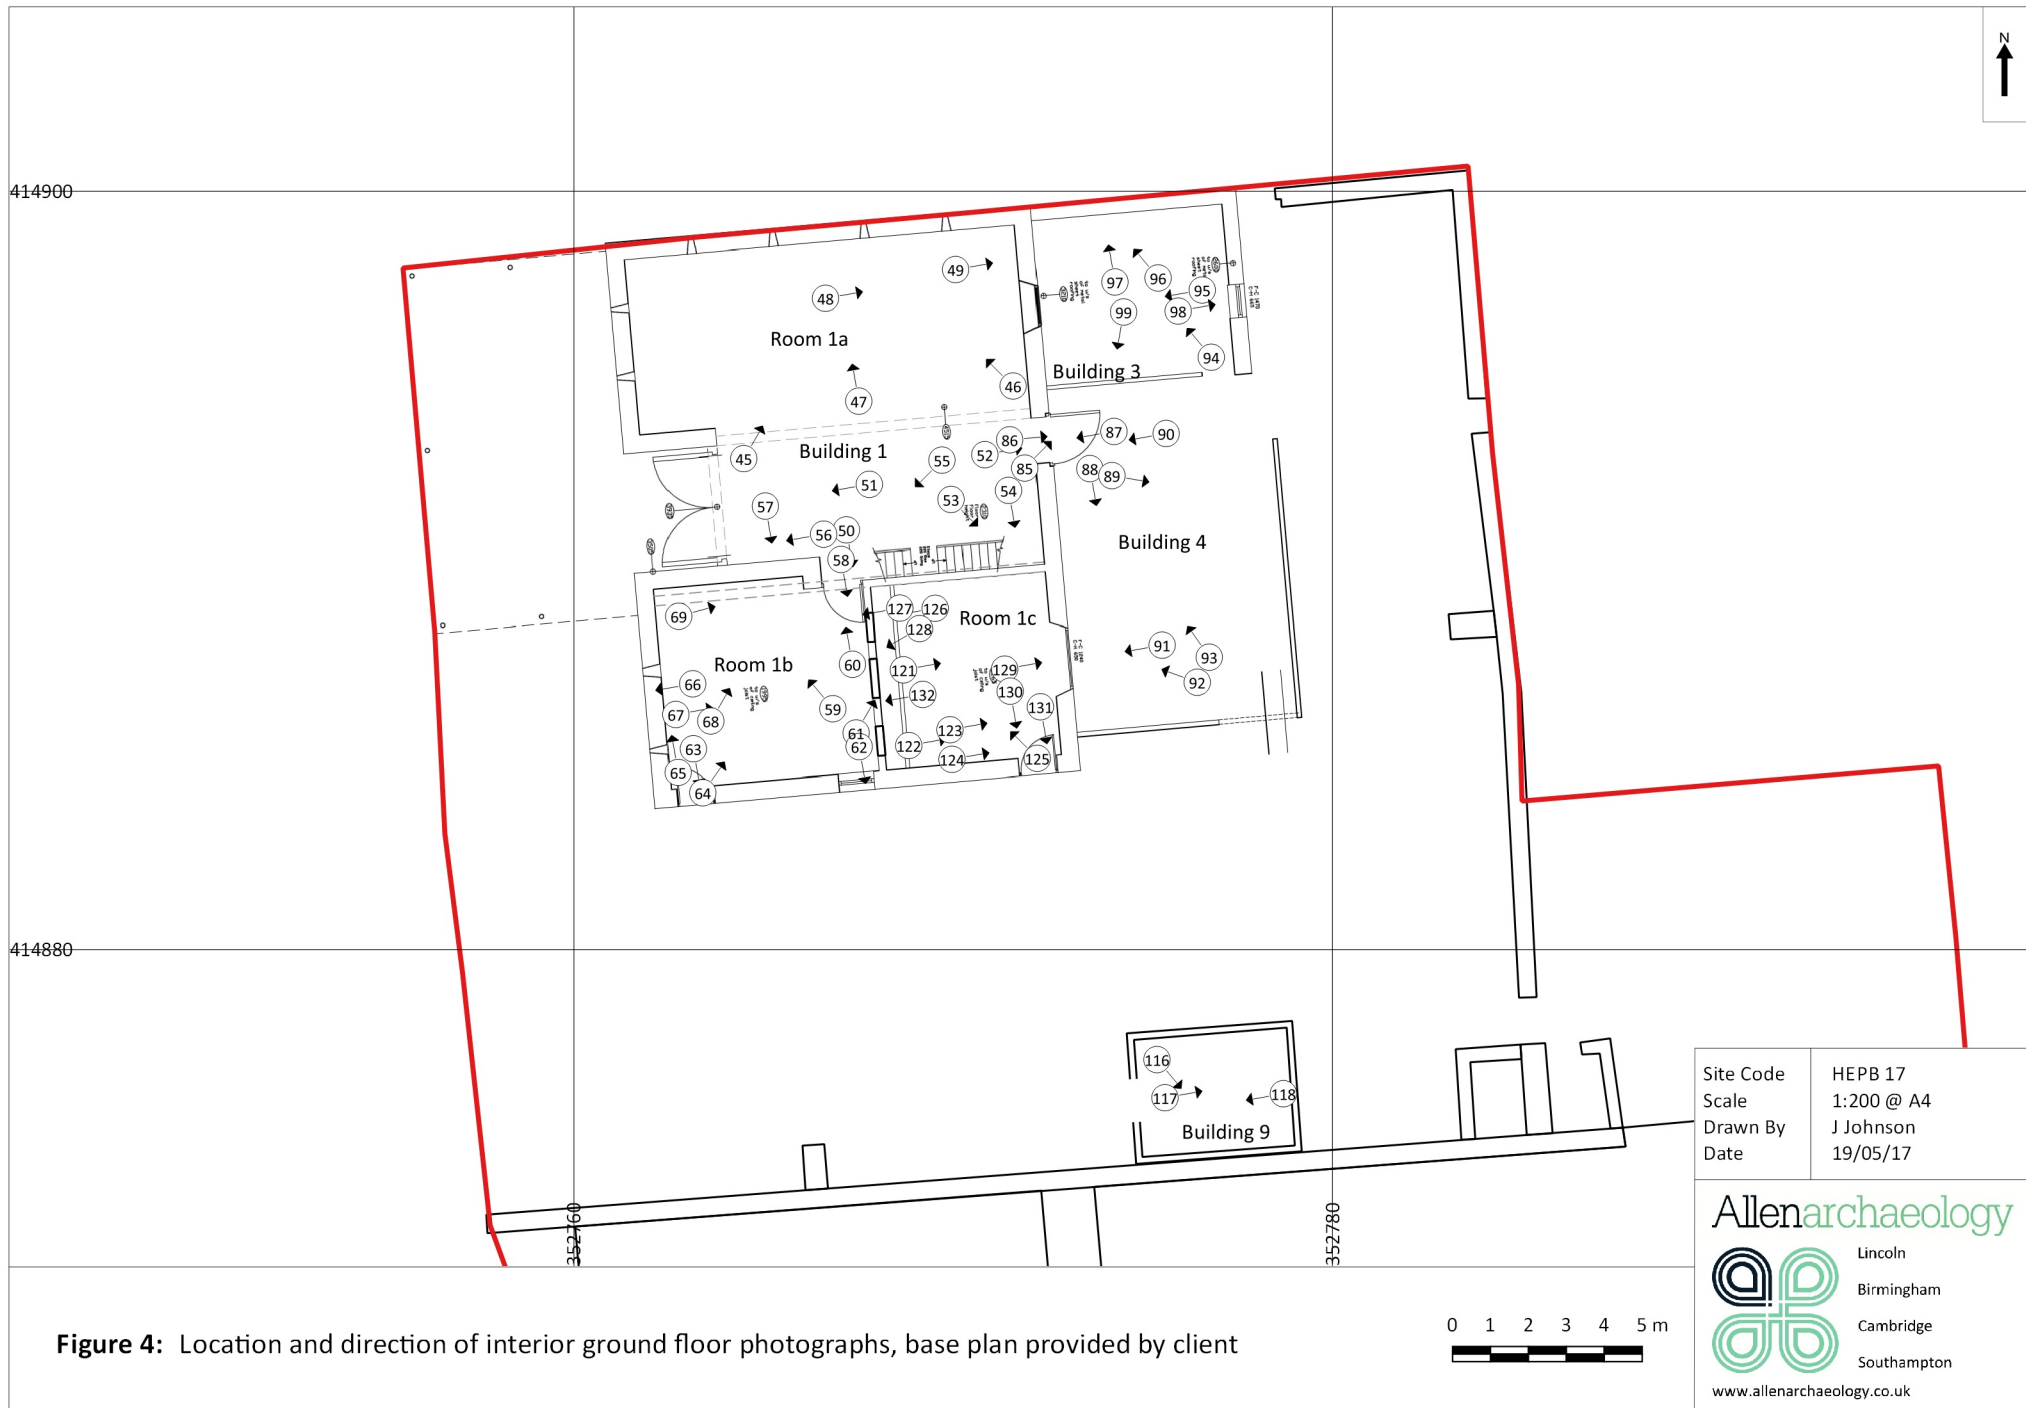 N
414900
49
97
96
95
48
98
99
Room 1a
94
Building 3
46
47
87
90
86
45
Building 1
52
55
85
88
89
51
54
53
57
50
56
Building 4
58
127
126
69
Room 1c
128
91
60
93
Room 1b
121
129
92
66
130
132
131
59
67
68
123
61
122
62
63
124
125
65
64
414880
116
117
118
Building 9
352760
352780
Site Code HEPB 17
Scale 1:200 @ A4
Drawn By J Johnson
Date 19/05/17
Allenarchaeology
Lincoln
Birmingham
Cambridge
Southampton
www.allenarchaeology.co.uk
0 1 2 3 4 5 m
Figure 4: Location and direction of interior ground floor photographs, base plan provided by client